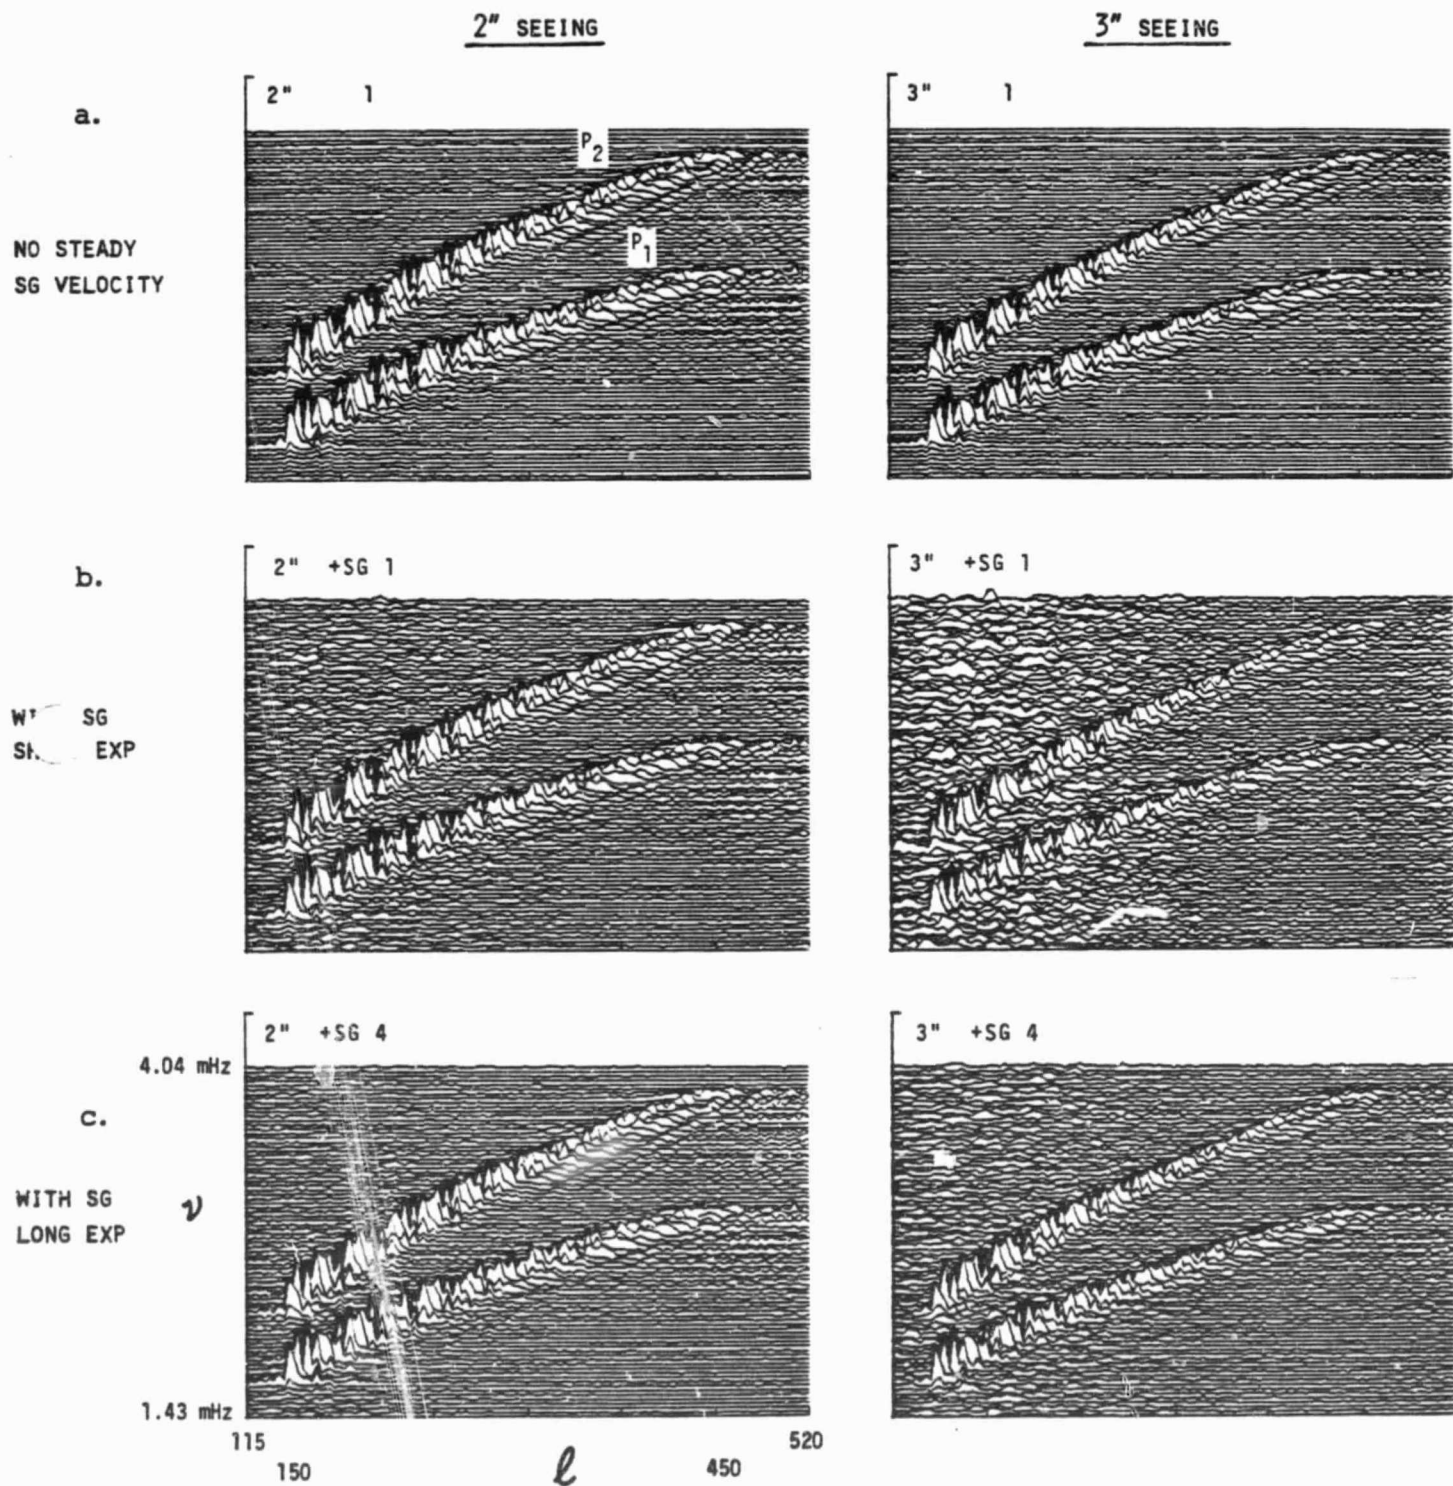 2" SEEING
3" SEEING
a.
2" 1
3" 1
P2
P1
NO STEADY
SG VELOCITY
b.
2" +SG 1
3" +SG 1
SG
EXP
c.
2" +SG 4
3" +SG 4
4.04 mHz
WITH SG
LONG EXP
ν
1.43 mHz
115
520
150
ℓ
450